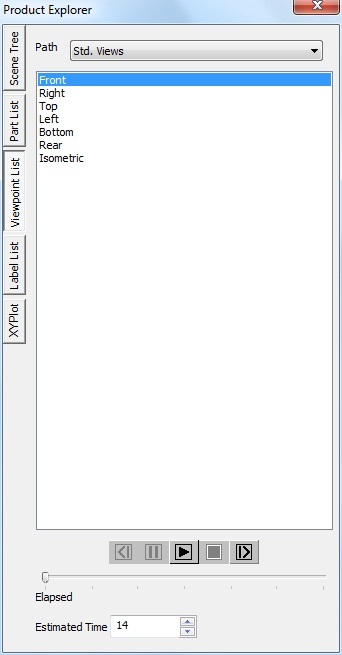 Product Explorer
Scene Tree
Part List
Viewpoint List
Label List
XYPlot
Path Std. Views
Front
Right
Top
Left
Bottom
Rear
Isometric
Elapsed
Estimated Time 14